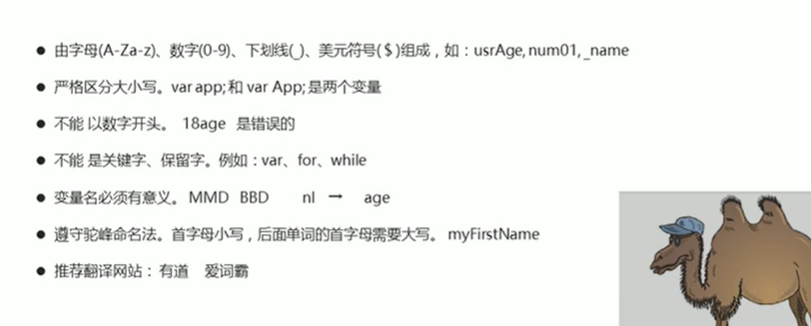 ● 由字母(A-Za-z)、数字(0-9)、下划线(_)、美元符号($)组成，如：usrAge, num01, _name
● 严格区分大小写。var app; 和 var App; 是两个变量
● 不能 以数字开头。 18age 是错误的
● 不能 是关键字、保留字。例如：var、for、while
● 变量名必须有意义。 MMD BBD nl → age
● 遵守驼峰命名法。首字母小写，后面单词的首字母需要大写。 myFirstName
● 推荐翻译网站： 有道 爱词霸